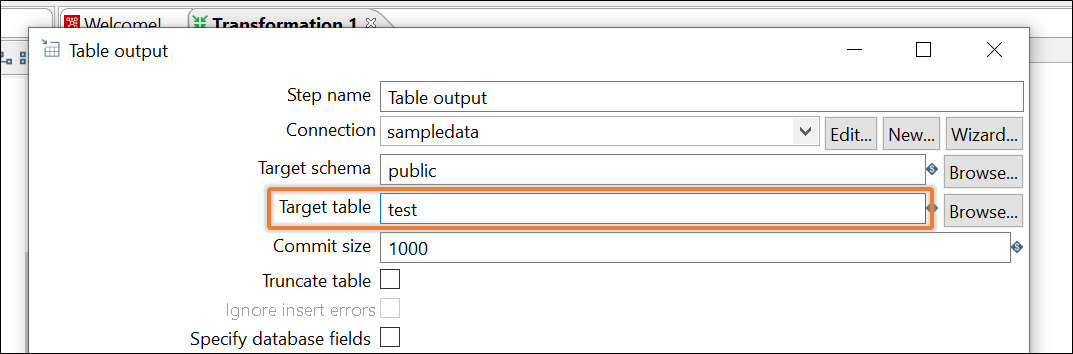 Welcome! Transformation 1
Table output
Step name Table output
Connection sampledata Edit... New... Wizard...
Target schema public Browse...
Target table test Browse...
Commit size 1000
Truncate table
Ignore insert errors
Specify database fields